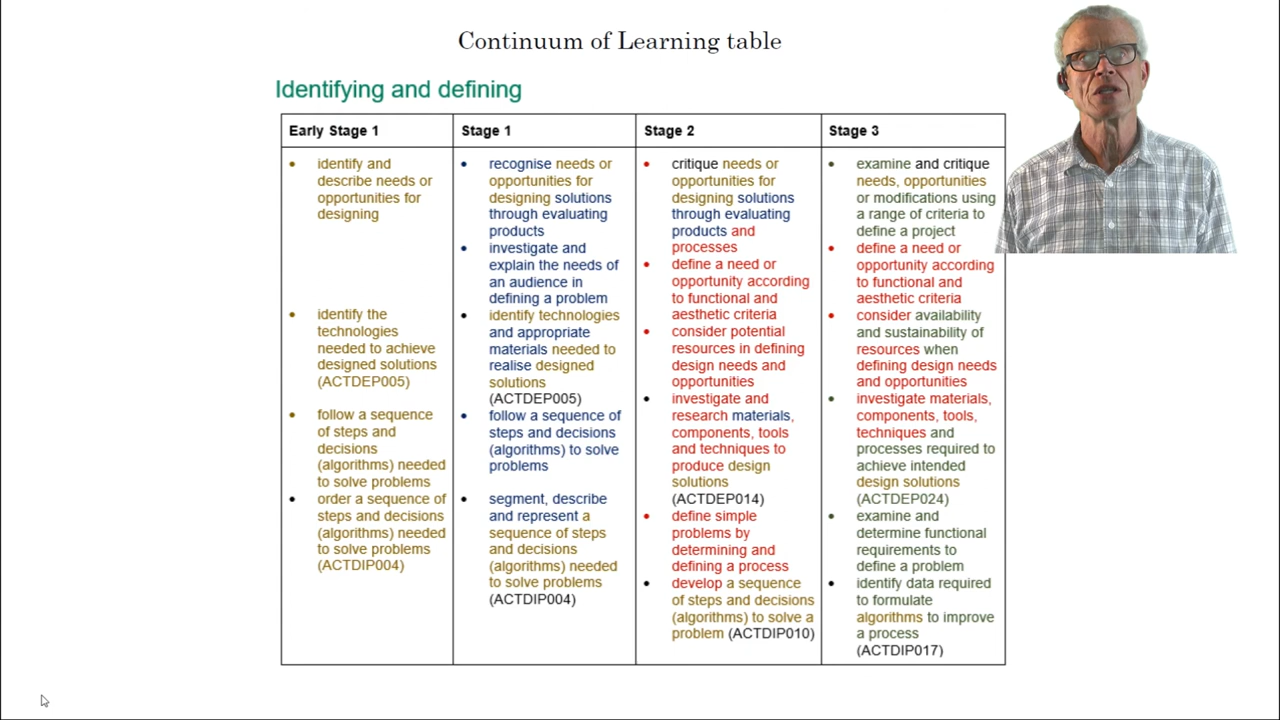 Continuum of Learning table
Identifying and defining
Early Stage 1
identify and
describe needs or
opportunities for
designing
identify the
technologies
needed to achieve
designed solutions
(ACTDEP005)
follow a sequence
of steps and
decisions
(algorithms) needed
to solve problems
order a sequence of
steps and decisions
(algorithms) needed
to solve problems
(ACTDIP004)
Stage 1
recognise needs or
opportunities for
designing solutions
through evaluating
products
investigate and
explain the needs of
an audience in
defining a problem
identify technologies
and appropriate
materials needed to
realise designed
solutions
(ACTDEP005)
follow a sequence of
steps and decisions
(algorithms) to solve
problems
segment, describe
and represent a
sequence of steps
and decisions
(algorithms) needed
to solve problems
(ACTDIP004)
Stage 2
critique needs or
opportunities for
designing solutions
through evaluating
products and
processes
define a need or
opportunity according
to functional and
aesthetic criteria
consider potential
resources in defining
design needs and
opportunities
investigate and
research materials,
components, tools
and techniques to
produce design
solutions
(ACTDEP014)
define simple
problems by
determining and
defining a process
develop a sequence
of steps and decisions
(algorithms) to solve a
problem (ACTDIP010)
Stage 3
examine and critique
needs, opportunities
or modifications using
a range of criteria to
define a project
define a need or
opportunity according
to functional and
aesthetic criteria
consider availability
and sustainability of
resources when
defining design needs
and opportunities
investigate materials,
components, tools,
techniques and
processes required to
achieve intended
design solutions
(ACTDEP024)
examine and
determine functional
requirements to
define a problem
identify data required
to formulate
algorithms to improve
a process
(ACTDIP017)